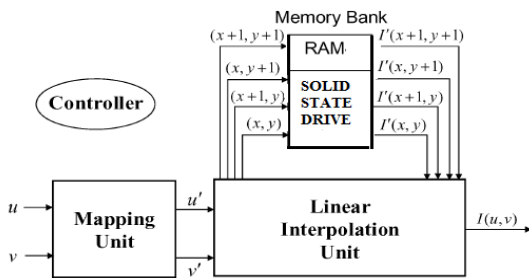 Memory Bank
(x+1, y+1)
RAM.
I'(x+1, y+1)
(x, y+1)
I'(x, y+1)
SOLID
STATE
DRIVE
(x+1, y)
I'(x+1, y)
(x, y)
I'(x, y)
Controller
u
v
Mapping
Unit
u'
v'
Linear
Interpolation
Unit
I(u,v)